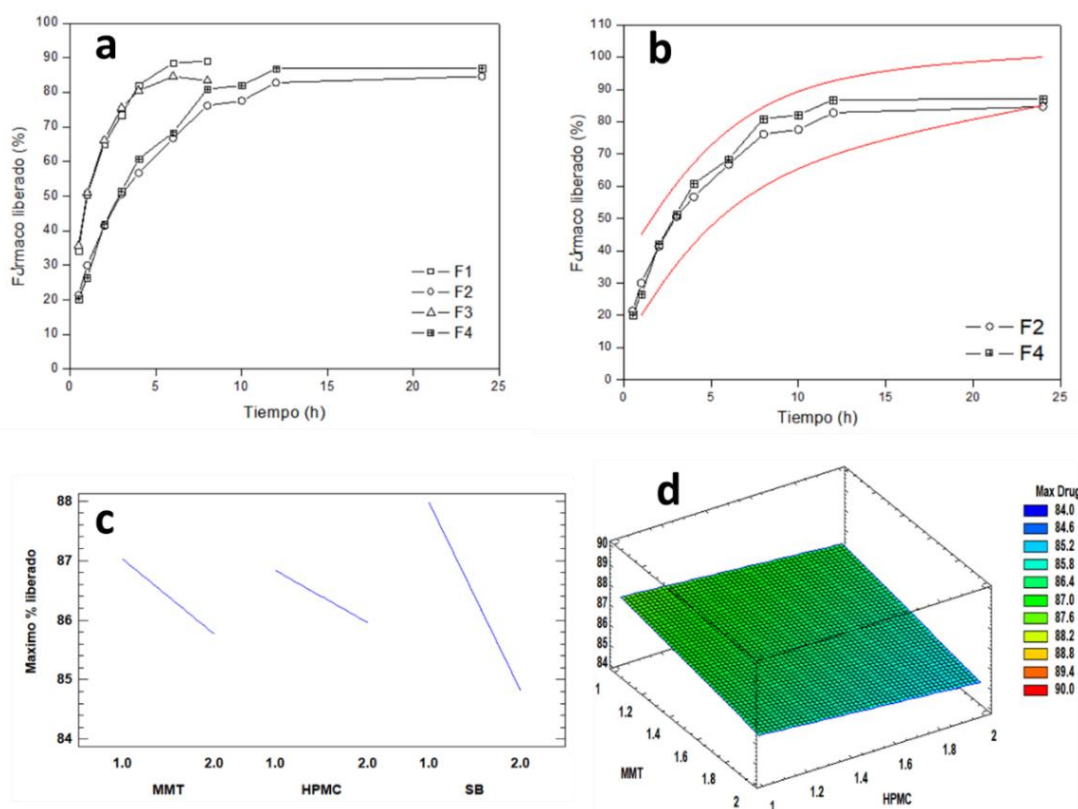 a
100
90
80
70
60
50
40
30
20
10
0
Fúrmaco liberado (%)
0 5 10 15 20 25
Tiempo (h)
F1
F2
F3
F4
b
110
100
90
80
70
60
50
40
30
20
10
0
Fúrmaco liberado (%)
0 5 10 15 20 25
Tiempo (h)
F2
F4
c
88
87
86
85
84
Maximo % liberado
1.0 2.0 1.0 2.0 1.0 2.0
MMT HPMC SB
d
90
89
88
87
86
85
84
1 1.2 1.4 1.6 1.8 2
MMT
1 1.2 1.4 1.6 1.8 2
HPMC
Max Drug
84.0
84.6
85.2
85.8
86.4
87.0
87.6
88.2
88.8
89.4
90.0